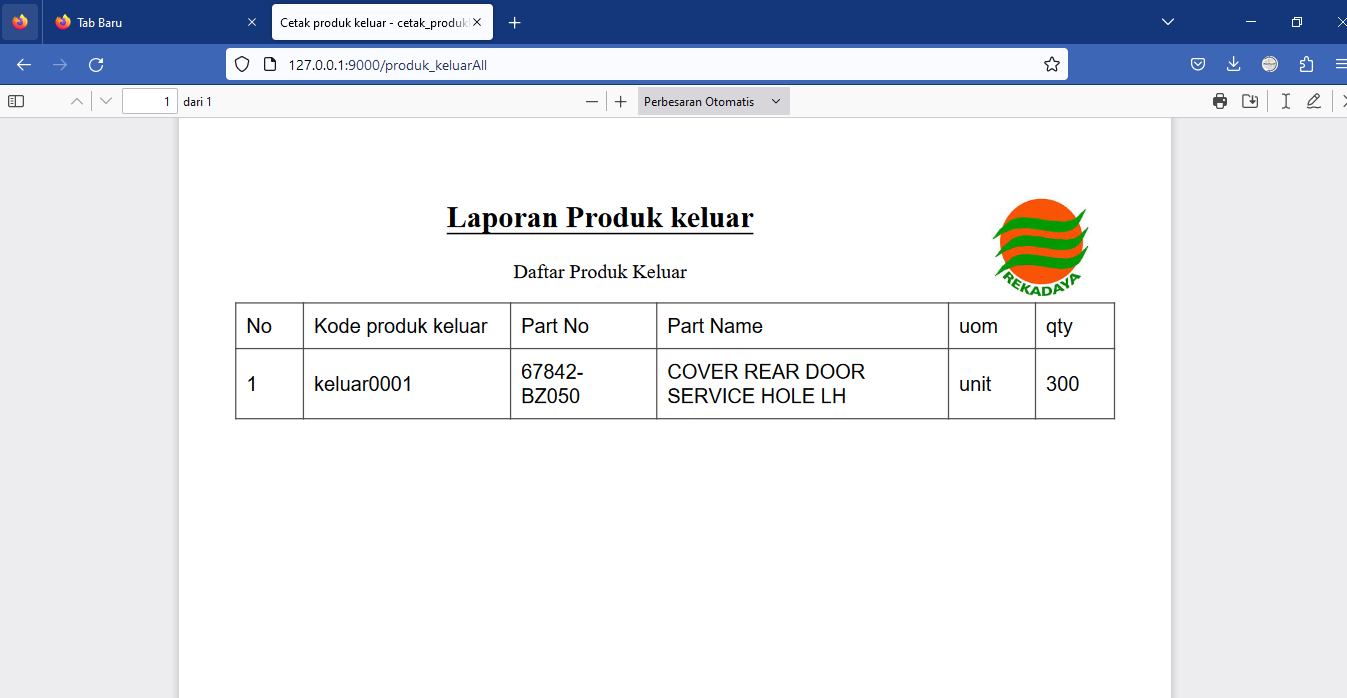 Tab Baru
Cetak produk keluar - cetak_produk
127.0.0.1:9000/produk_keluarAll
1 dari 1
Perbesaran Otomatis
Laporan Produk keluar
Daftar Produk Keluar
REKADAYA
No Kode produk keluar Part No Part Name uom qty
1 keluar0001 67842-BZ050 COVER REAR DOOR SERVICE HOLE LH unit 300